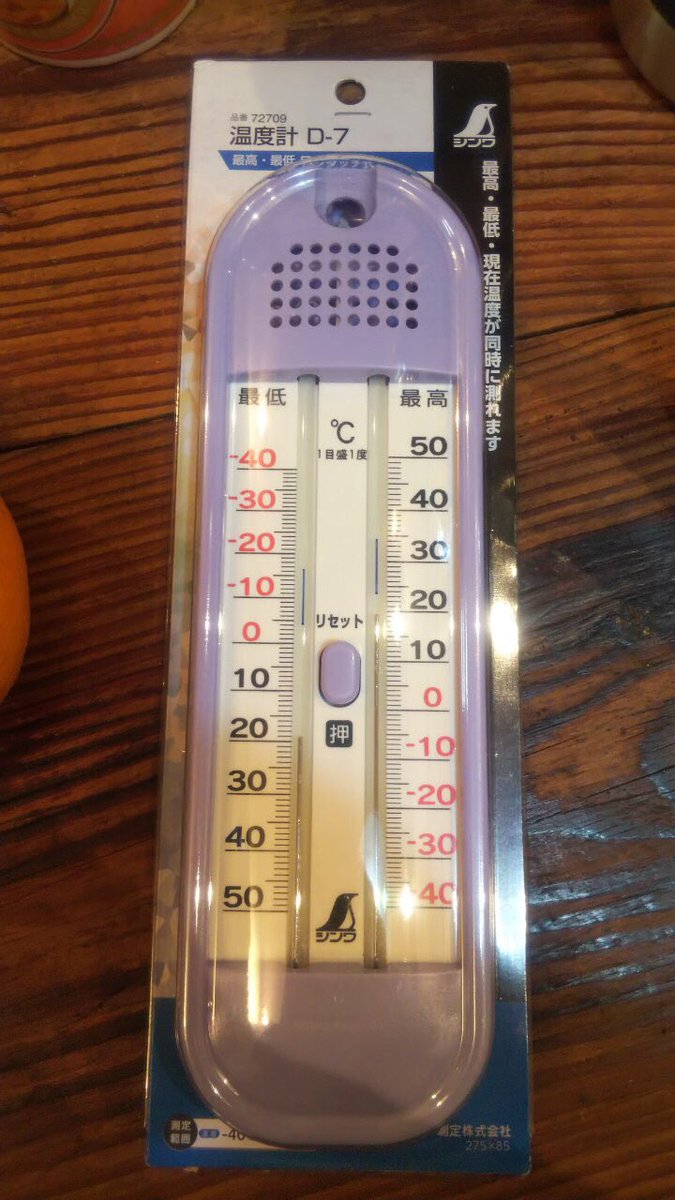 品番 72709
温度計 D-7
最高・最低
シンワ
最高・最低・現在温度が同時に測れます
最低
最高
℃
1目盛1度
-40
-30
-20
-10
0
10
20
30
40
50
50
40
30
20
10
0
-10
-20
-30
-40
リセット
押
シンワ
測定
範囲
測定株式会社
275×85